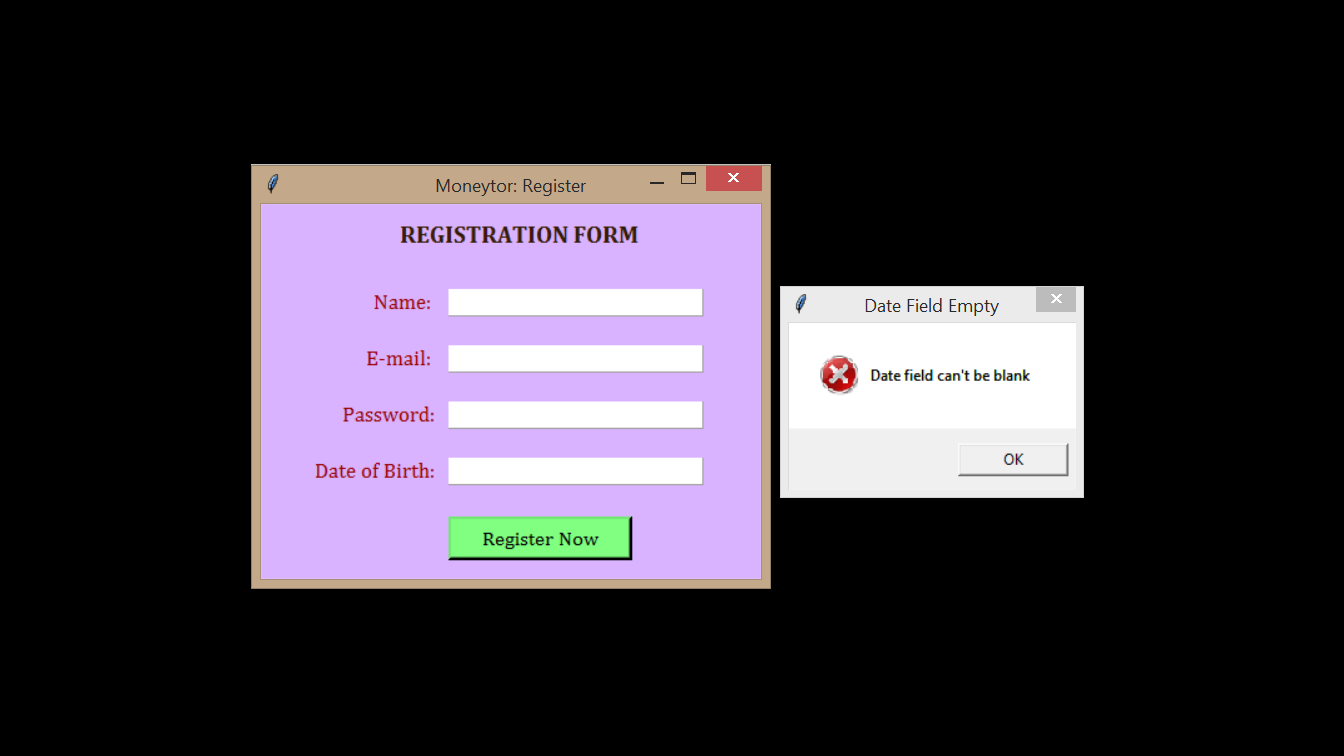 Moneytor: Register
REGISTRATION FORM
Name:
E-mail:
Password:
Date of Birth:
Register Now
Date Field Empty
Date field can't be blank
OK